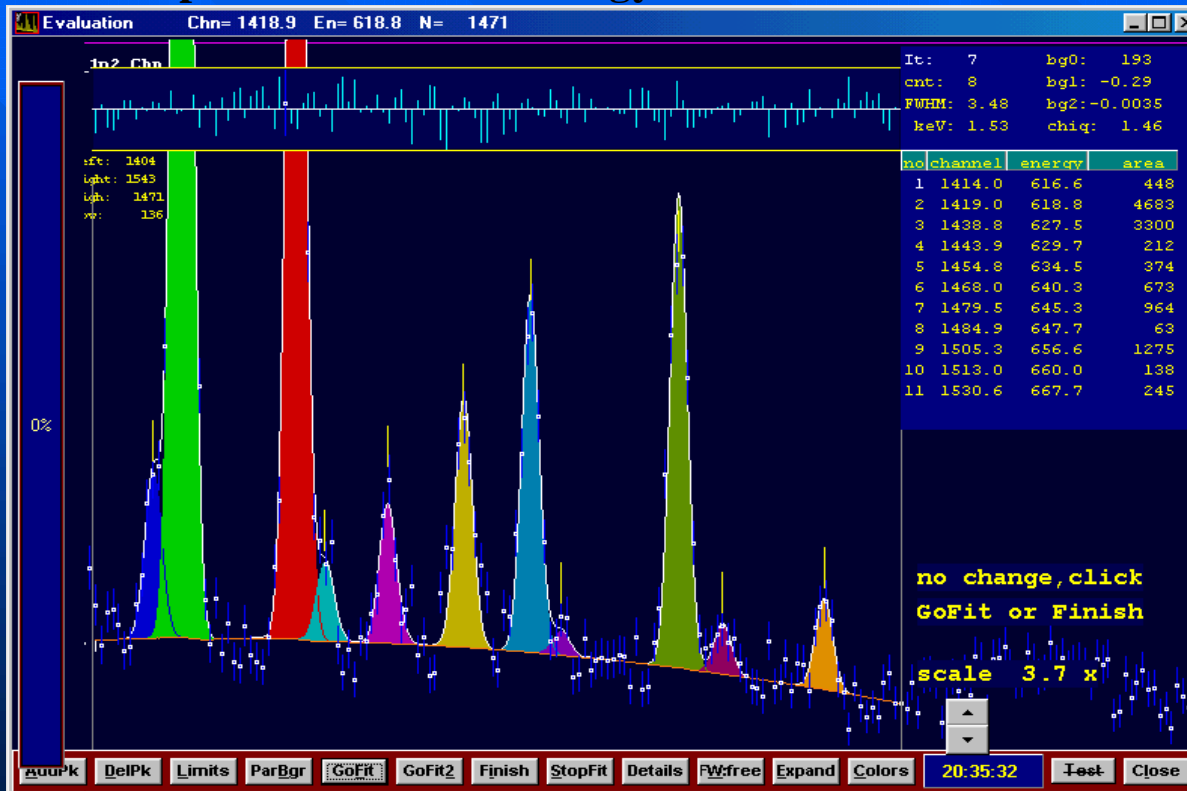 Evaluation Chn= 1418.9 En= 618.8 N= 1471
Chn
It: 7 bg0: 193
cnt: 8 bg1: -0.29
FWHM: 3.48 bg2:-0.0035
keV: 1.53 chiq: 1.46
no channel energy area
1 1414.0 616.6 448
2 1419.0 618.8 4683
3 1438.8 627.5 3300
4 1443.9 629.7 212
5 1454.8 634.5 374
6 1468.0 640.3 673
7 1479.5 645.3 964
8 1484.9 647.7 63
9 1505.3 656.6 1275
10 1513.0 660.0 138
11 1530.6 667.7 245
eft: 1404
ight: 1543
igh: 1471
ow: 136
0%
no change,click
GoFit or Finish
scale 3.7 x
AddPk DelPk Limits ParBgr GoFit GoFit2 Finish StopFit Details FW:free Expand Colors 20:35:32 Test Close